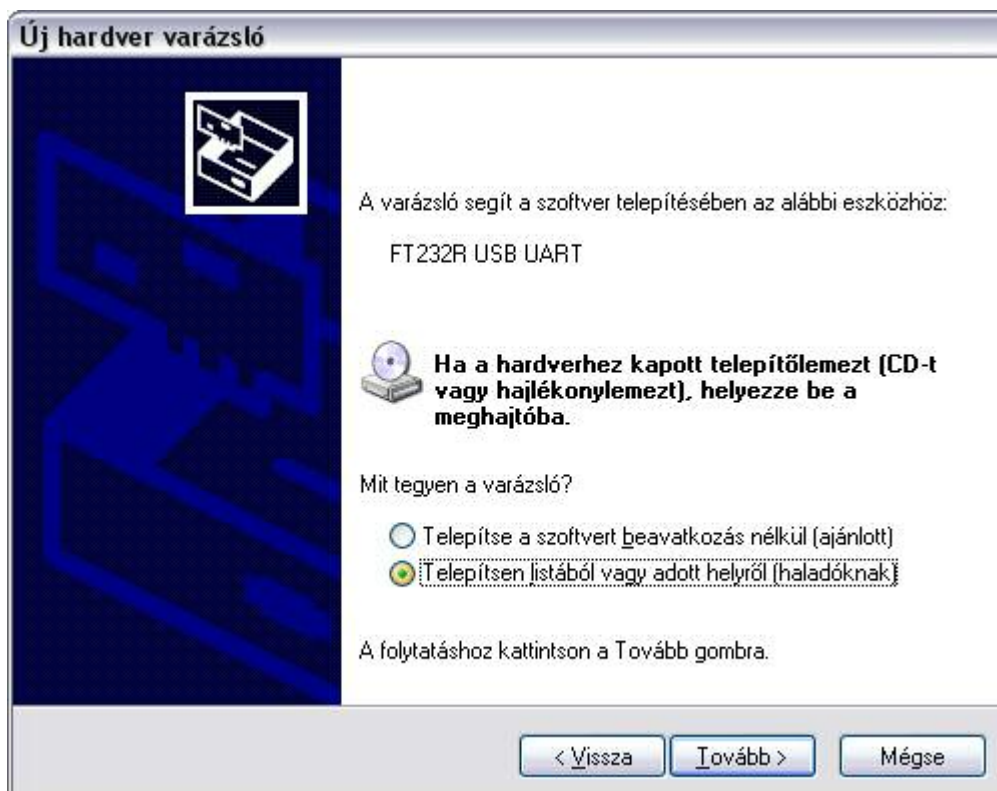 Új hardver varázsló
A varázsló segít a szoftver telepítésében az alábbi eszközhöz:
FT232R USB UART
Ha a hardverhez kapott telepítőlemezt (CD-t
vagy hajlékonylemezt), helyezze be a
meghajtóba.
Mit tegyen a varázsló?
Telepítse a szoftvert beavatkozás nélkül (ajánlott)
Telepítsen listából vagy adott helyről (haladóknak)
A folytatáshoz kattintson a Tovább gombra.
< Vissza
Tovább >
Mégse